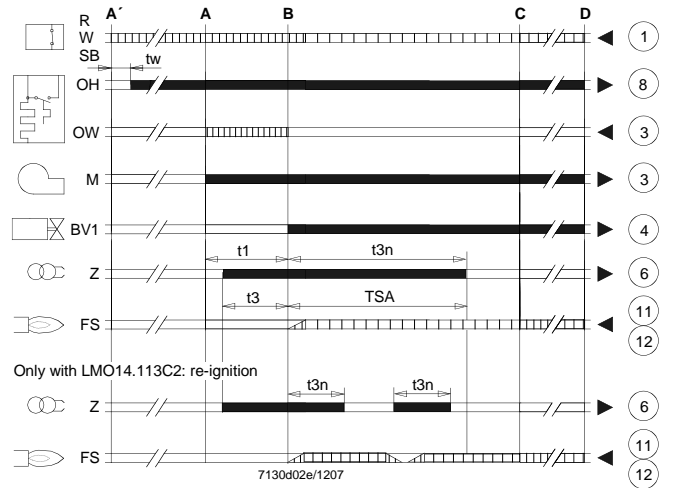 R A´ A B C D
W 1
SB tw
OH 8
OW 3
M 3
BV1 4
t1 t3n
Z 6
t3 TSA
FS 11
12
Only with LMO14.113C2: re-ignition
t3n t3n
Z 6
FS 11
12
7130d02e/1207